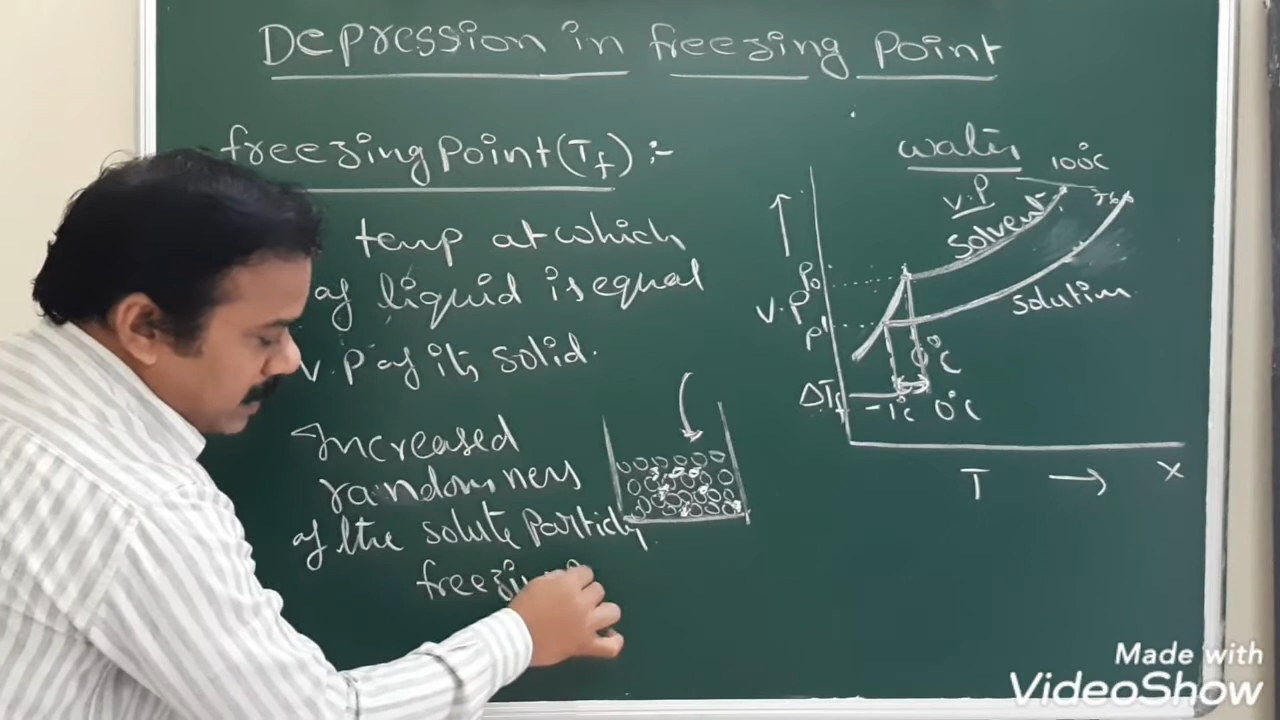 Depression in freezing Point
freezing Point (Tf) :-
temp at which
of liquid is equal
v.P of its solid.
Increased
randomness
of the solute particles
freezing
water
100°C
V.P
solvent
solution
P°
V.P
P'
0°C
ΔTf
-1°C 0°C
T → X
Made with
VideoShow